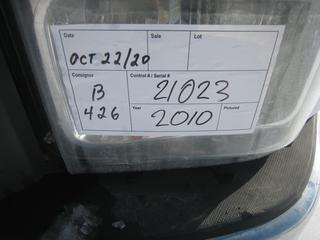 Date Sale Lot
OCT 22/20
Consignor Control # / Serial #
B 21023
426
Year Pictured
2010